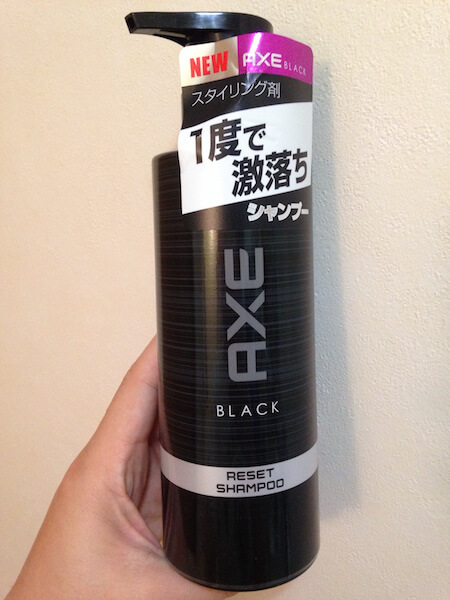 NEW AXE BLACK
スタイリング剤
1度で
激落ち
シャンプー
AXE
BLACK
RESET
SHAMPOO